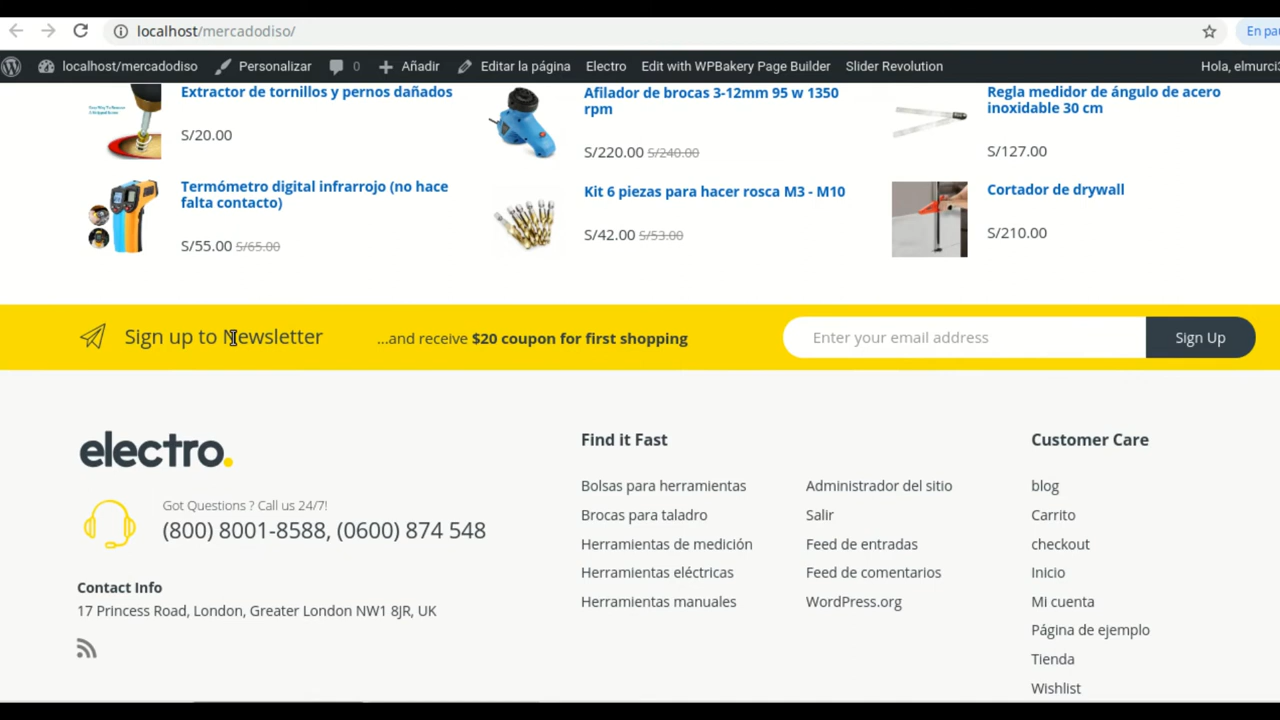 localhost/mercadodiso/
En pau
localhost/mercadodiso
Personalizar
0
Añadir
Editar la página
Electro
Edit with WPBakery Page Builder
Slider Revolution
Hola, elmurci3
Extractor de tornillos y pernos dañados
S/20.00
Afilador de brocas 3-12mm 95 w 1350
rpm
S/220.00 S/240.00
Regla medidor de ángulo de acero
inoxidable 30 cm
S/127.00
Termómetro digital infrarrojo (no hace
falta contacto)
S/55.00 S/65.00
Kit 6 piezas para hacer rosca M3 - M10
S/42.00 S/53.00
Cortador de drywall
S/210.00
Sign up to Newsletter
...and receive $20 coupon for first shopping
Enter your email address
Sign Up
electro.
Got Questions ? Call us 24/7!
(800) 8001-8588, (0600) 874 548
Contact Info
17 Princess Road, London, Greater London NW1 8JR, UK
Find it Fast
Bolsas para herramientas
Brocas para taladro
Herramientas de medición
Herramientas eléctricas
Herramientas manuales
Administrador del sitio
Salir
Feed de entradas
Feed de comentarios
WordPress.org
Customer Care
blog
Carrito
checkout
Inicio
Mi cuenta
Página de ejemplo
Tienda
Wishlist